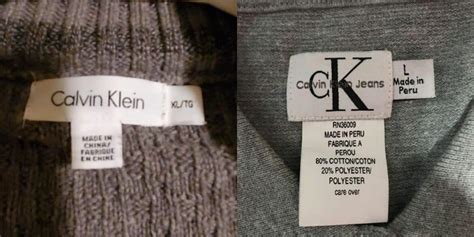 Calvin Klein
XL/TG
MADE IN
CHINA/
FABRIQUÉ
EN CHINE
CK
Calvin Klein Jeans
L
Made in
Peru
RN36009
MADE IN PERU
FABRIQUE A
PEROU
80% COTTON/COTON
20% POLYESTER/
POLYESTER
care over